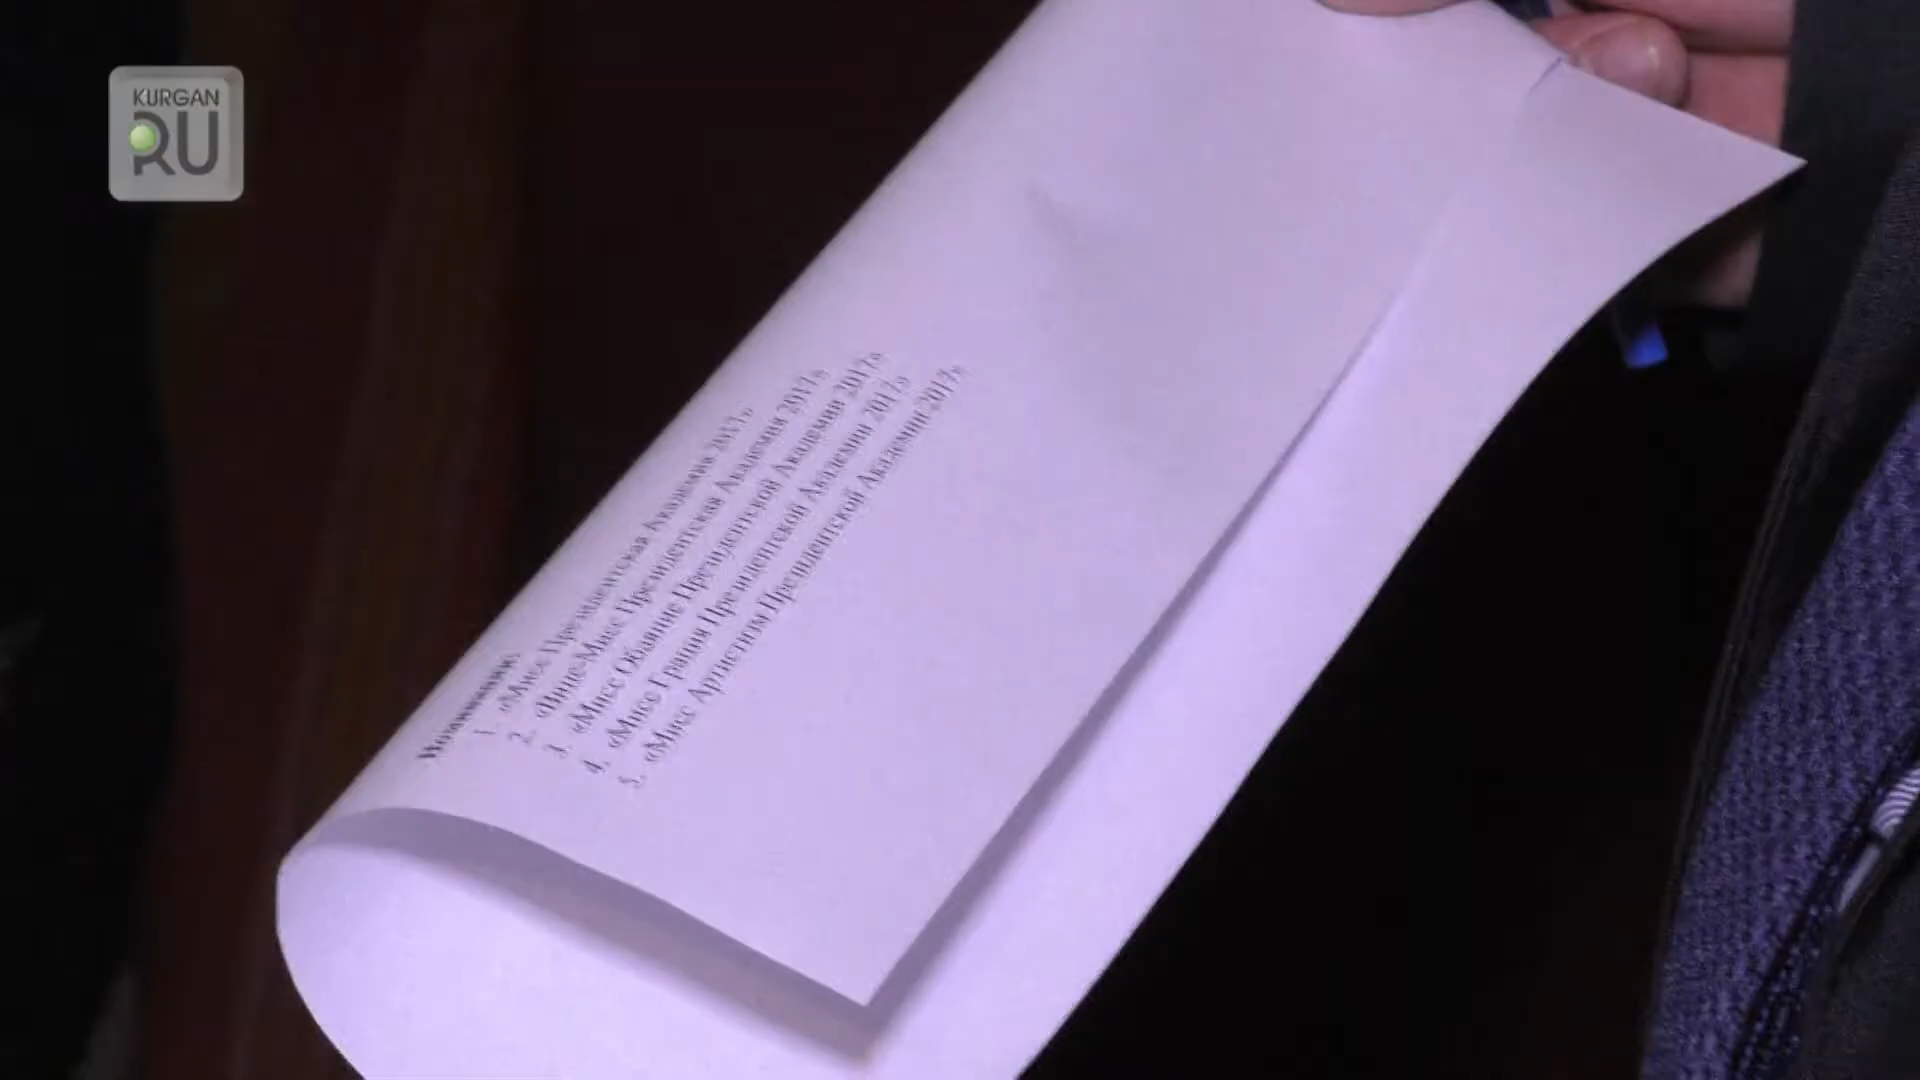 KURGAN
RU
Номинации:
1. «Мисс Президентская Академия 2017»
2. «Вице-Мисс Президентская Академия 2017»
3. «Мисс Обаяние Президентской Академии 2017»
4. «Мисс Грация Президентской Академии 2017»
5. «Мисс Артистизм Президентской Академии 2017»